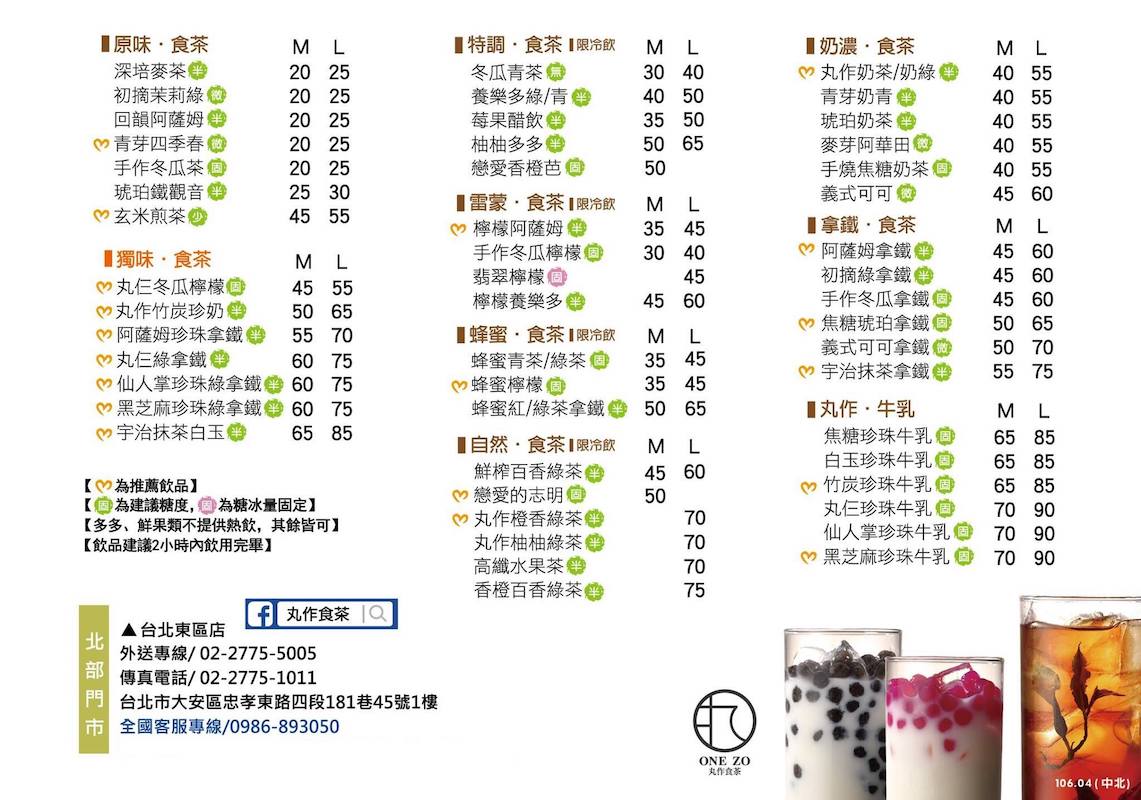 原味・食茶 M L
深培麥茶 半 20 25
初摘茉莉綠 微 20 25
回韻阿薩姆 半 20 25
青芽四季春 微 20 25
手作冬瓜茶 固 20 25
琥珀鐵觀音 半 25 30
玄米煎茶 少 45 55
獨味・食茶 M L
丸仨冬瓜檸檬 固 45 55
丸作竹炭珍奶 半 50 65
阿薩姆珍珠拿鐵 半 55 70
丸仨綠拿鐵 半 60 75
仙人掌珍珠綠拿鐵 半 60 75
黑芝麻珍珠綠拿鐵 半 60 75
宇治抹茶白玉 半 65 85
【 為推薦飲品】
【固 為建議糖度, 固 為糖冰量固定】
【多多、鮮果類不提供熱飲，其餘皆可】
【飲品建議2小時內飲用完畢】
特調・食茶 限冷飲 M L
冬瓜青茶 無 30 40
養樂多綠/青 半 40 50
莓果醋飲 半 35 50
柚柚多多 半 50 65
戀愛香橙芭 固 50
雷蒙・食茶 限冷飲 M L
檸檬阿薩姆 半 35 45
手作冬瓜檸檬 固 30 40
翡翠檸檬 固 45
檸檬養樂多 半 45 60
蜂蜜・食茶 限冷飲 M L
蜂蜜青茶/綠茶 固 35 45
蜂蜜檸檬 固 35 45
蜂蜜紅/綠茶拿鐵 半 50 65
自然・食茶 限冷飲 M L
鮮榨百香綠茶 半 45 60
戀愛的志明 固 50
丸作橙香綠茶 半 70
丸作柚柚綠茶 半 70
高纖水果茶 半 70
香橙百香綠茶 半 75
奶濃・食茶 M L
丸作奶茶/奶綠 半 40 55
青芽奶青 半 40 55
琥珀奶茶 半 40 55
麥芽阿華田 微 40 55
手燒焦糖奶茶 固 40 55
義式可可 微 45 60
拿鐵・食茶 M L
阿薩姆拿鐵 半 45 60
初摘綠拿鐵 半 45 60
手作冬瓜拿鐵 固 45 60
焦糖琥珀拿鐵 固 50 65
義式可可拿鐵 微 50 70
宇治抹茶拿鐵 半 55 75
丸作・牛乳 M L
焦糖珍珠牛乳 固 65 85
白玉珍珠牛乳 固 65 85
竹炭珍珠牛乳 固 65 85
丸仨珍珠牛乳 固 70 90
仙人掌珍珠牛乳 固 70 90
黑芝麻珍珠牛乳 固 70 90
北部門市
f 丸作食茶
▲台北東區店
外送專線/ 02-2775-5005
傳真電話/ 02-2775-1011
台北市大安區忠孝東路四段181巷45號1樓
全國客服專線/0986-893050
ONE ZO
丸作食茶
106.04 ( 中北)